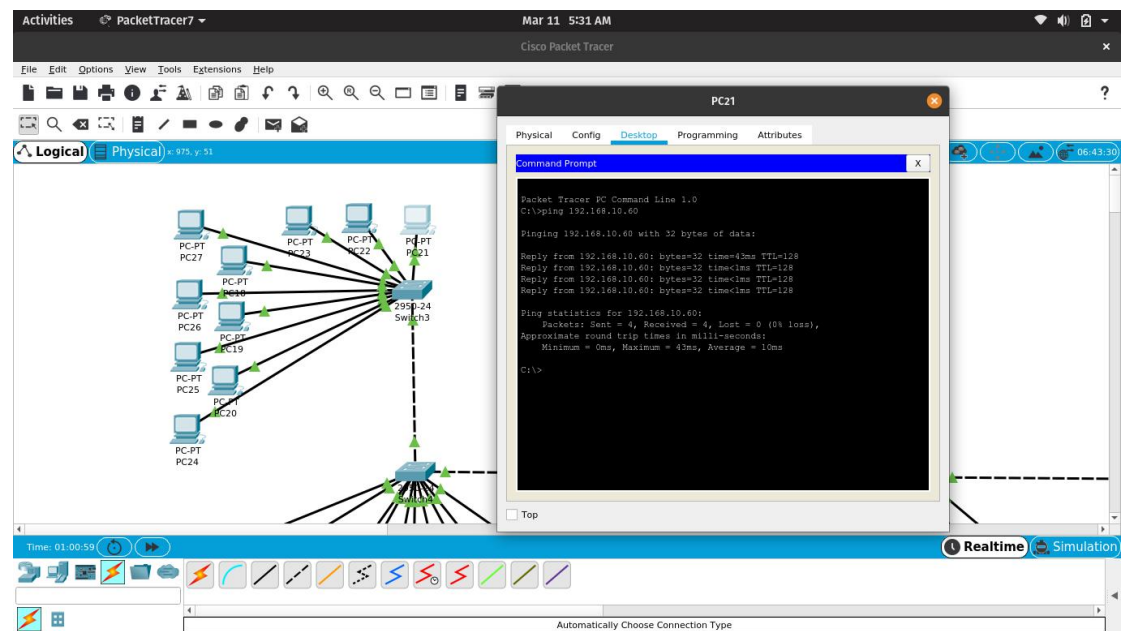 Activities PacketTracer7 Mar 11 5:31 AM
Cisco Packet Tracer
File Edit Options View Tools Extensions Help
?
Logical Physical x: 975, y: 51 06:43:30
PC-PT
PC27
PC-PT
PC23
PC-PT
PC22
PC-PT
PC21
PC-PT
PC18
PC-PT
PC26
PC-PT
PC19
PC-PT
PC25
PC-PT
PC20
PC-PT
PC24
2950-24
Switch3
Switch4
PC21
Physical Config Desktop Programming Attributes
Command Prompt X
Packet Tracer PC Command Line 1.0
C:\>ping 192.168.10.60
Pinging 192.168.10.60 with 32 bytes of data:
Reply from 192.168.10.60: bytes=32 time=43ms TTL=128
Reply from 192.168.10.60: bytes=32 time<1ms TTL=128
Reply from 192.168.10.60: bytes=32 time<1ms TTL=128
Reply from 192.168.10.60: bytes=32 time<1ms TTL=128
Ping statistics for 192.168.10.60:
Packets: Sent = 4, Received = 4, Lost = 0 (0% loss),
Approximate round trip times in milli-seconds:
Minimum = 0ms, Maximum = 43ms, Average = 10ms
C:\>
Top
Time: 01:00:59 Realtime Simulation
Automatically Choose Connection Type